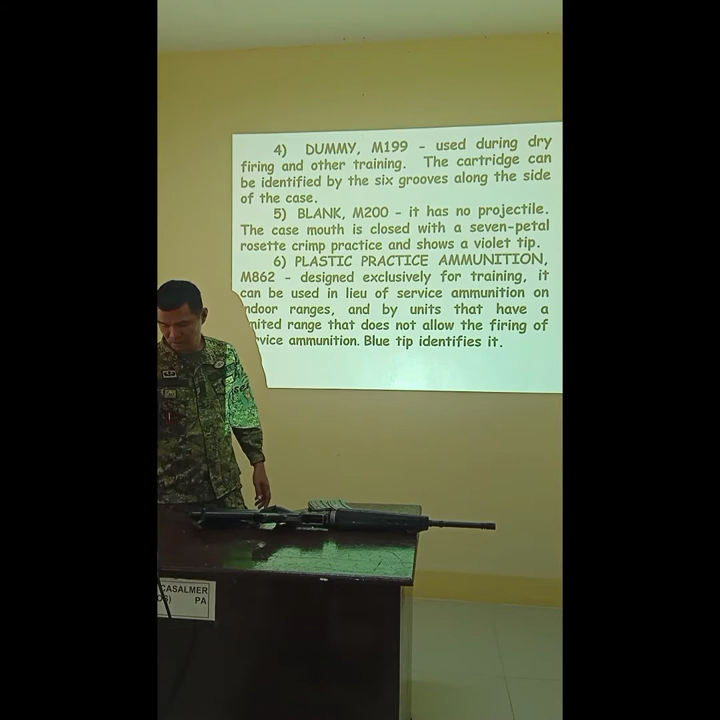 4) DUMMY, M199 - used during dry
firing and other training. The cartridge can
be identified by the six grooves along the side
of the case.
5) BLANK, M200 - it has no projectile.
The case mouth is closed with a seven-petal
rosette crimp practice and shows a violet tip.
6) PLASTIC PRACTICE AMMUNITION,
M862 - designed exclusively for training, it
can be used in lieu of service ammunition on
ndoor ranges, and by units that have a
ited range that does not allow the firing of
vice ammunition. Blue tip identifies it.
CASALMER
PA